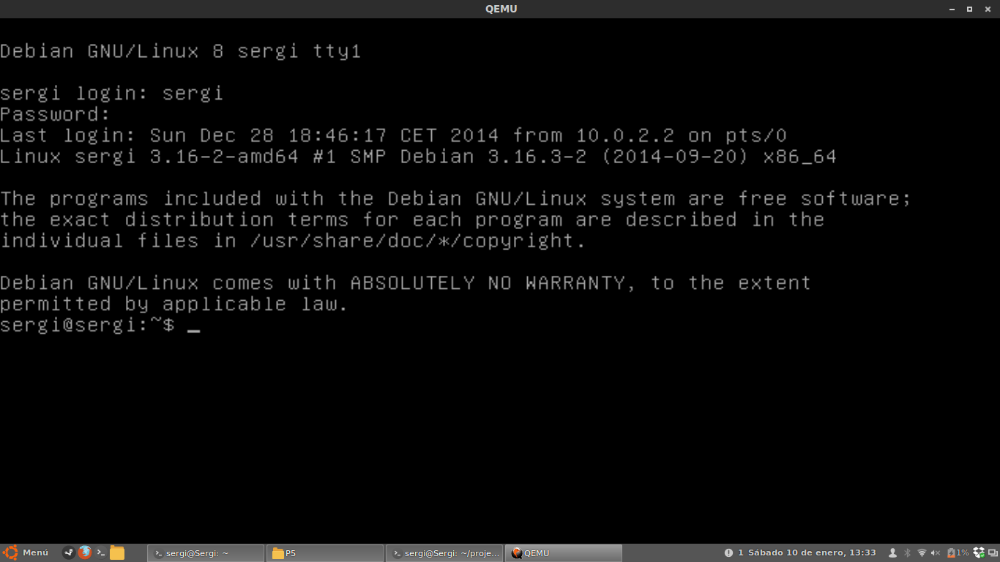 QEMU
Debian GNU/Linux 8 sergi tty1
sergi login: sergi
Password:
Last login: Sun Dec 28 18:46:17 CET 2014 from 10.0.2.2 on pts/0
Linux sergi 3.16-2-amd64 #1 SMP Debian 3.16.3-2 (2014-09-20) x86_64
The programs included with the Debian GNU/Linux system are free software;
the exact distribution terms for each program are described in the
individual files in /usr/share/doc/*/copyright.
Debian GNU/Linux comes with ABSOLUTELY NO WARRANTY, to the extent
permitted by applicable law.
sergi@sergi:~$ _
Menú sergi@Sergi: ~ P5 sergi@Sergi: ~/proje... QEMU 1 Sábado 10 de enero, 13:33 1%